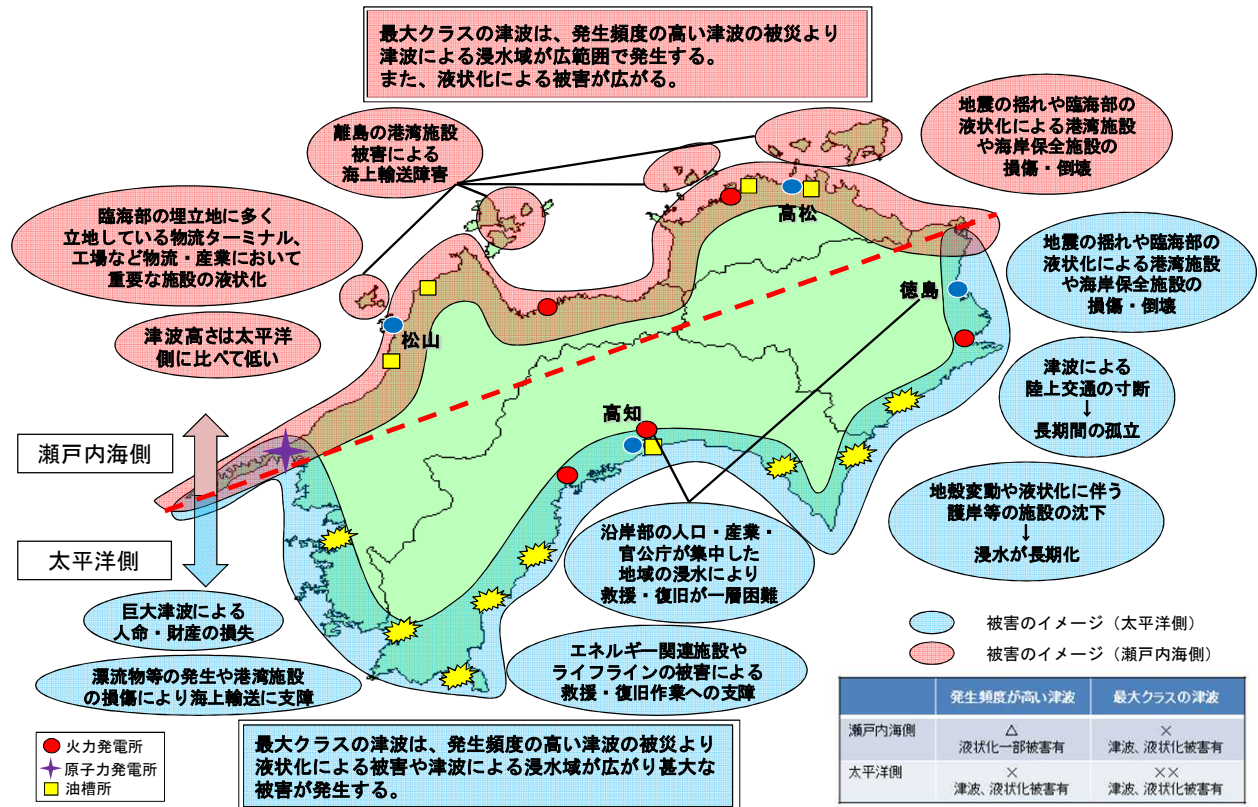 最大クラスの津波は、発生頻度の高い津波の被災より
津波による浸水域が広範囲で発生する。
また、液状化による被害が広がる。
離島の港湾施設
被害による
海上輸送障害
地震の揺れや臨海部の
液状化による港湾施設
や海岸保全施設の
損傷・倒壊
臨海部の埋立地に多く
立地している物流ターミナル、
工場など物流・産業において
重要な施設の液状化
高松
地震の揺れや臨海部の
液状化による港湾施設
や海岸保全施設の
損傷・倒壊
徳島
津波高さは太平洋
側に比べて低い
松山
津波による
陸上交通の寸断
↓
長期間の孤立
高知
瀬戸内海側
太平洋側
地殻変動や液状化に伴う
護岸等の施設の沈下
↓
浸水が長期化
沿岸部の人口・産業・
官公庁が集中した
地域の浸水により
救援・復旧が一層困難
巨大津波による
人命・財産の損失
漂流物等の発生や港湾施設
の損傷により海上輸送に支障
エネルギー関連施設や
ライフラインの被害による
救援・復旧作業への支障
被害のイメージ（太平洋側）
被害のイメージ（瀬戸内海側）
火力発電所
原子力発電所
油槽所
最大クラスの津波は、発生頻度の高い津波の被災より
液状化による被害や津波による浸水域が広がり甚大な
被害が発生する。
発生頻度が高い津波 最大クラスの津波
瀬戸内海側 △ ×
液状化一部被害有 津波、液状化被害有
太平洋側 × ××
津波、液状化被害有 津波、液状化被害有